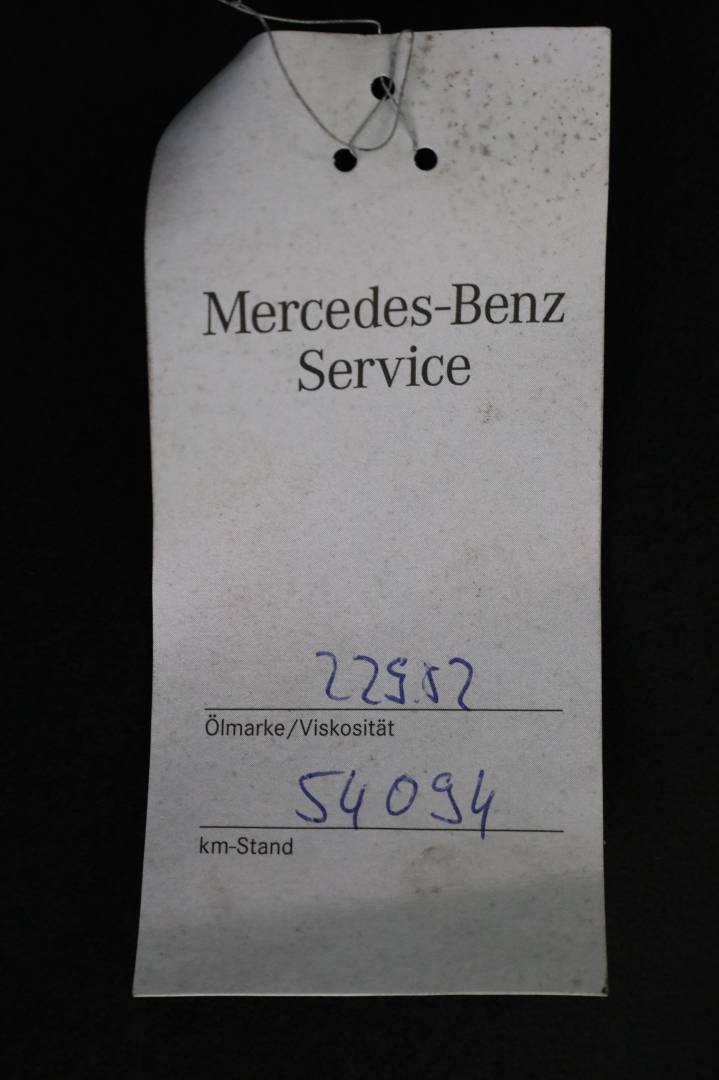 Mercedes-Benz
Service
229.52
Ölmarke/Viskosität
54094
km-Stand